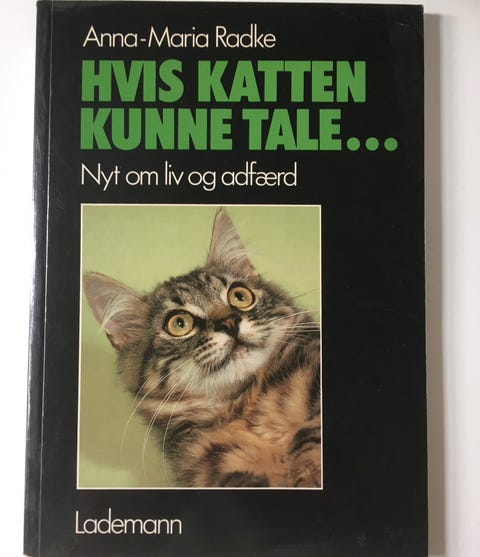 Anna-Maria Radke
HVIS KATTEN
KUNNE TALE...
Nyt om liv og adfærd
Lademann